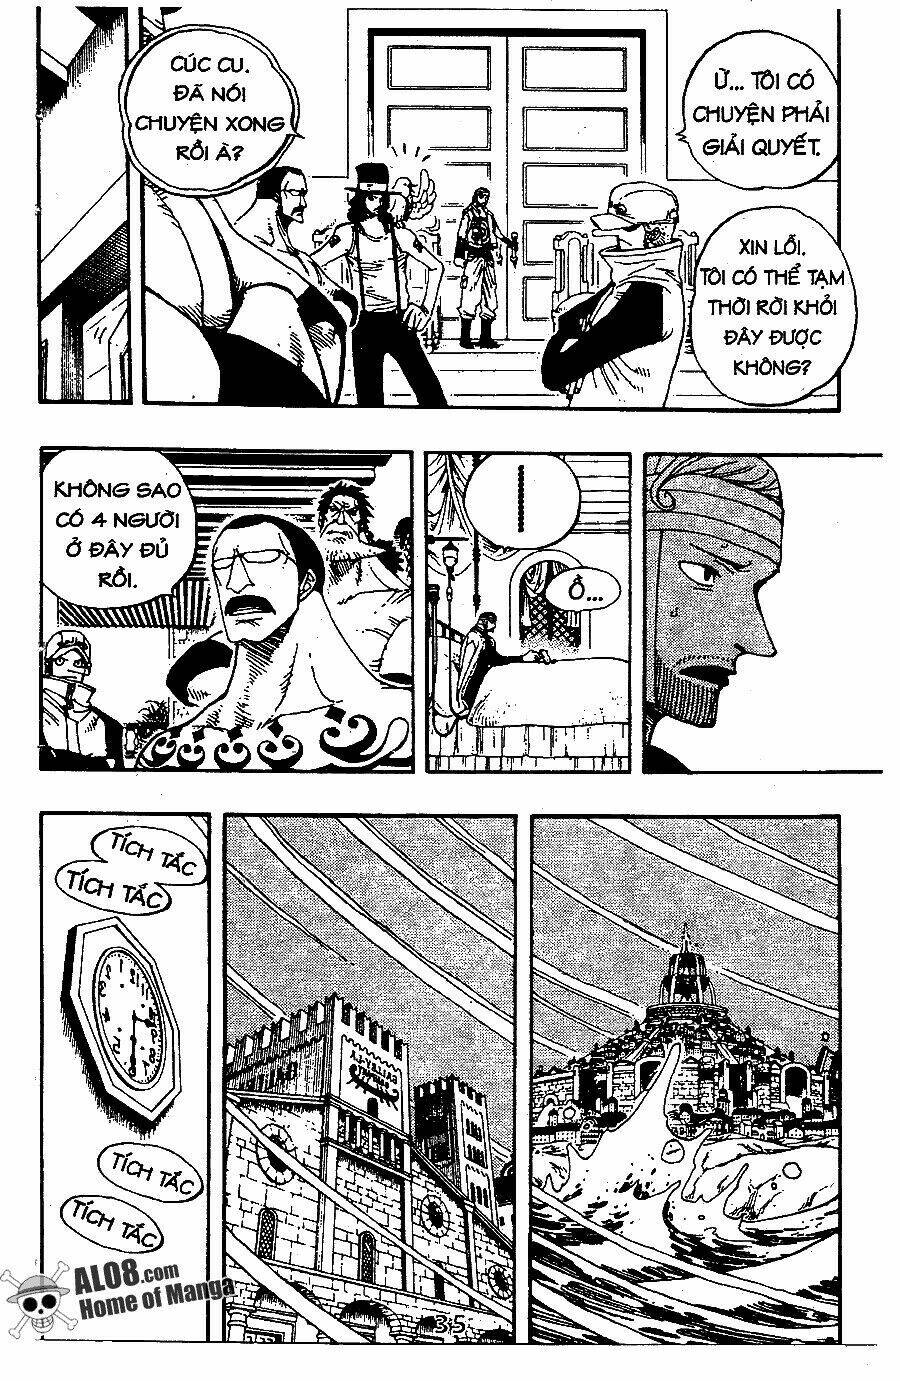 Ừ... TÔI CÓ
CHUYỆN PHẢI
GIẢI QUYẾT.
XIN LỖI.
TÔI CÓ THỂ TẠM
THỜI RỜI KHỎI
ĐÂY ĐƯỢC
KHÔNG?
CÚC CU.
ĐÃ NÓI
CHUYỆN XONG
RỒI À?
Ồ...
KHÔNG SAO
CÓ 4 NGƯỜI
Ở ĐÂY ĐỦ
RỒI.
TÍCH TẮC
TÍCH TẮC
TÍCH TẮC
TÍCH TẮC
AL08.com
Home of Manga
35